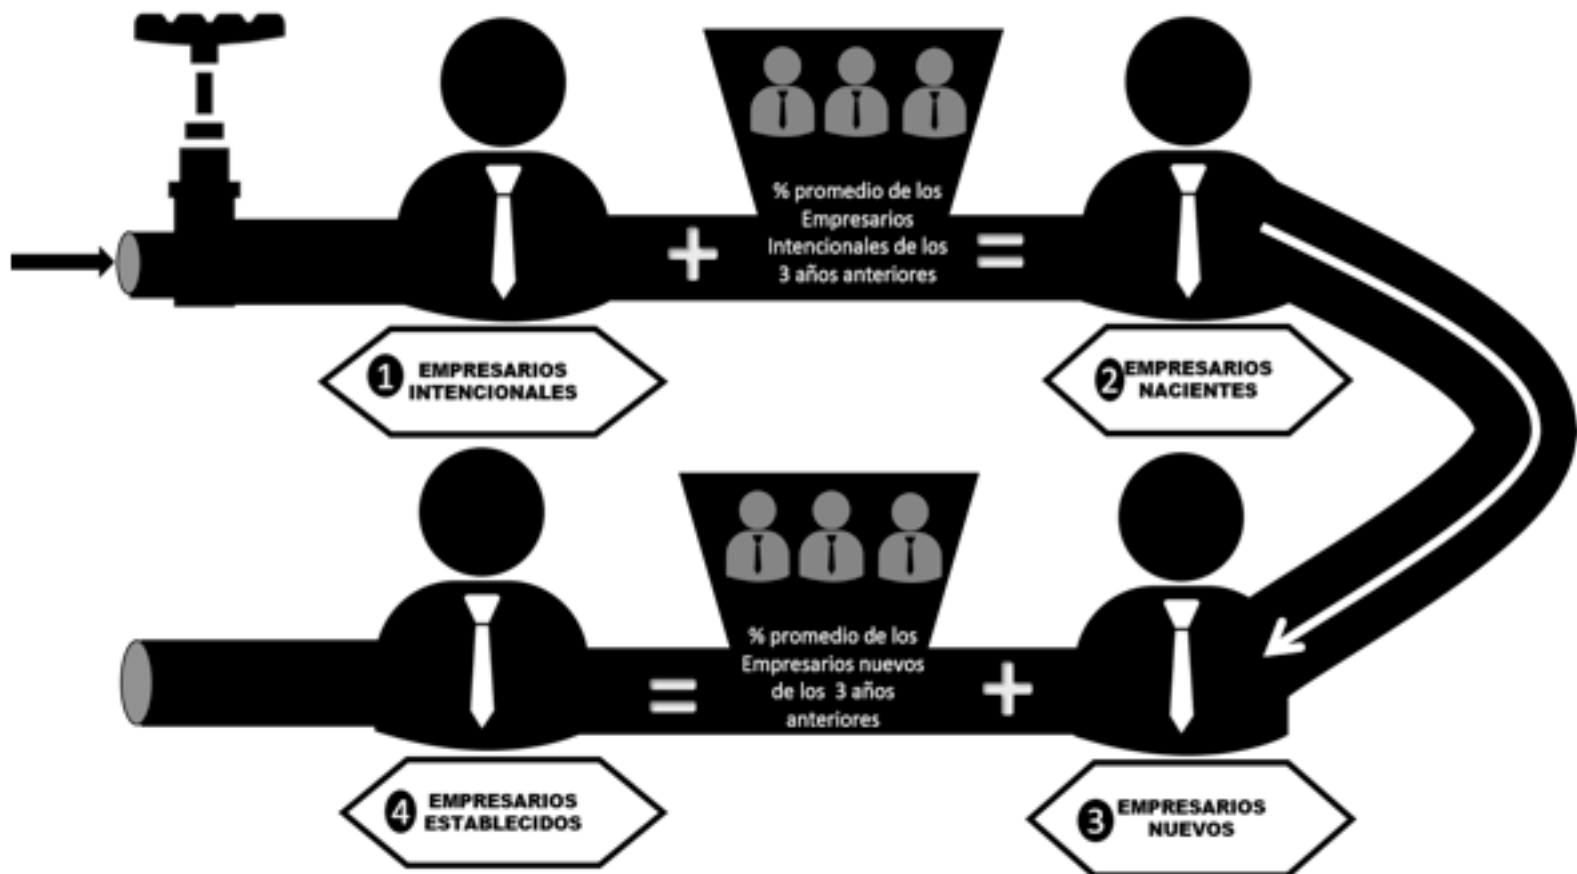 % promedio de los
Empresarios
Intencionales de los
3 años anteriores
+
=
1 EMPRESARIOS
INTENCIONALES
2 EMPRESARIOS
NACIENTES
% promedio de los
Empresarios nuevos
de los 3 años
anteriores
=
+
4 EMPRESARIOS
ESTABLECIDOS
3 EMPRESARIOS
NUEVOS